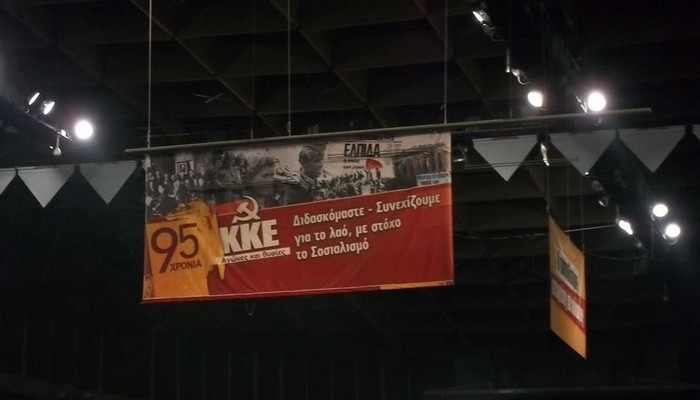 ΕΛΠΙΔΑ
95
ΧΡΟΝΙΑ
ΚΚΕ
Αγώνες και θυσίες
Διδασκόμαστε - Συνεχίζουμε
για το λαό, με στόχο
το Σοσιαλισμό